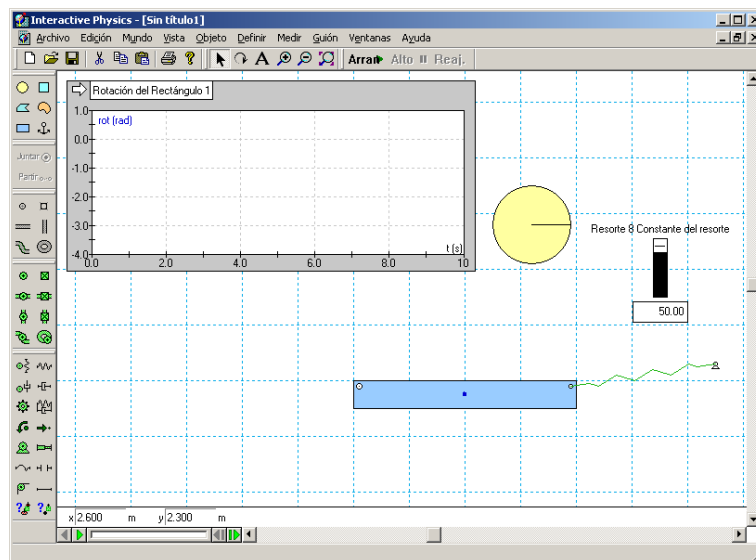 Interactive Physics - [Sin título1]
Archivo Edición Mundo Vista Objeto Definir Medir Guión Ventanas Ayuda
Arran Alto Reaj.
Rotación del Rectángulo 1
1.0
rot (rad)
0.0
-1.0
Juntar
-2.0
Partir
-3.0
Resorte 8 Constante del resorte
t (s)
-4.0
0.0 2.0 4.0 6.0 8.0 10
50.00
x 2.600 m y 2.300 m